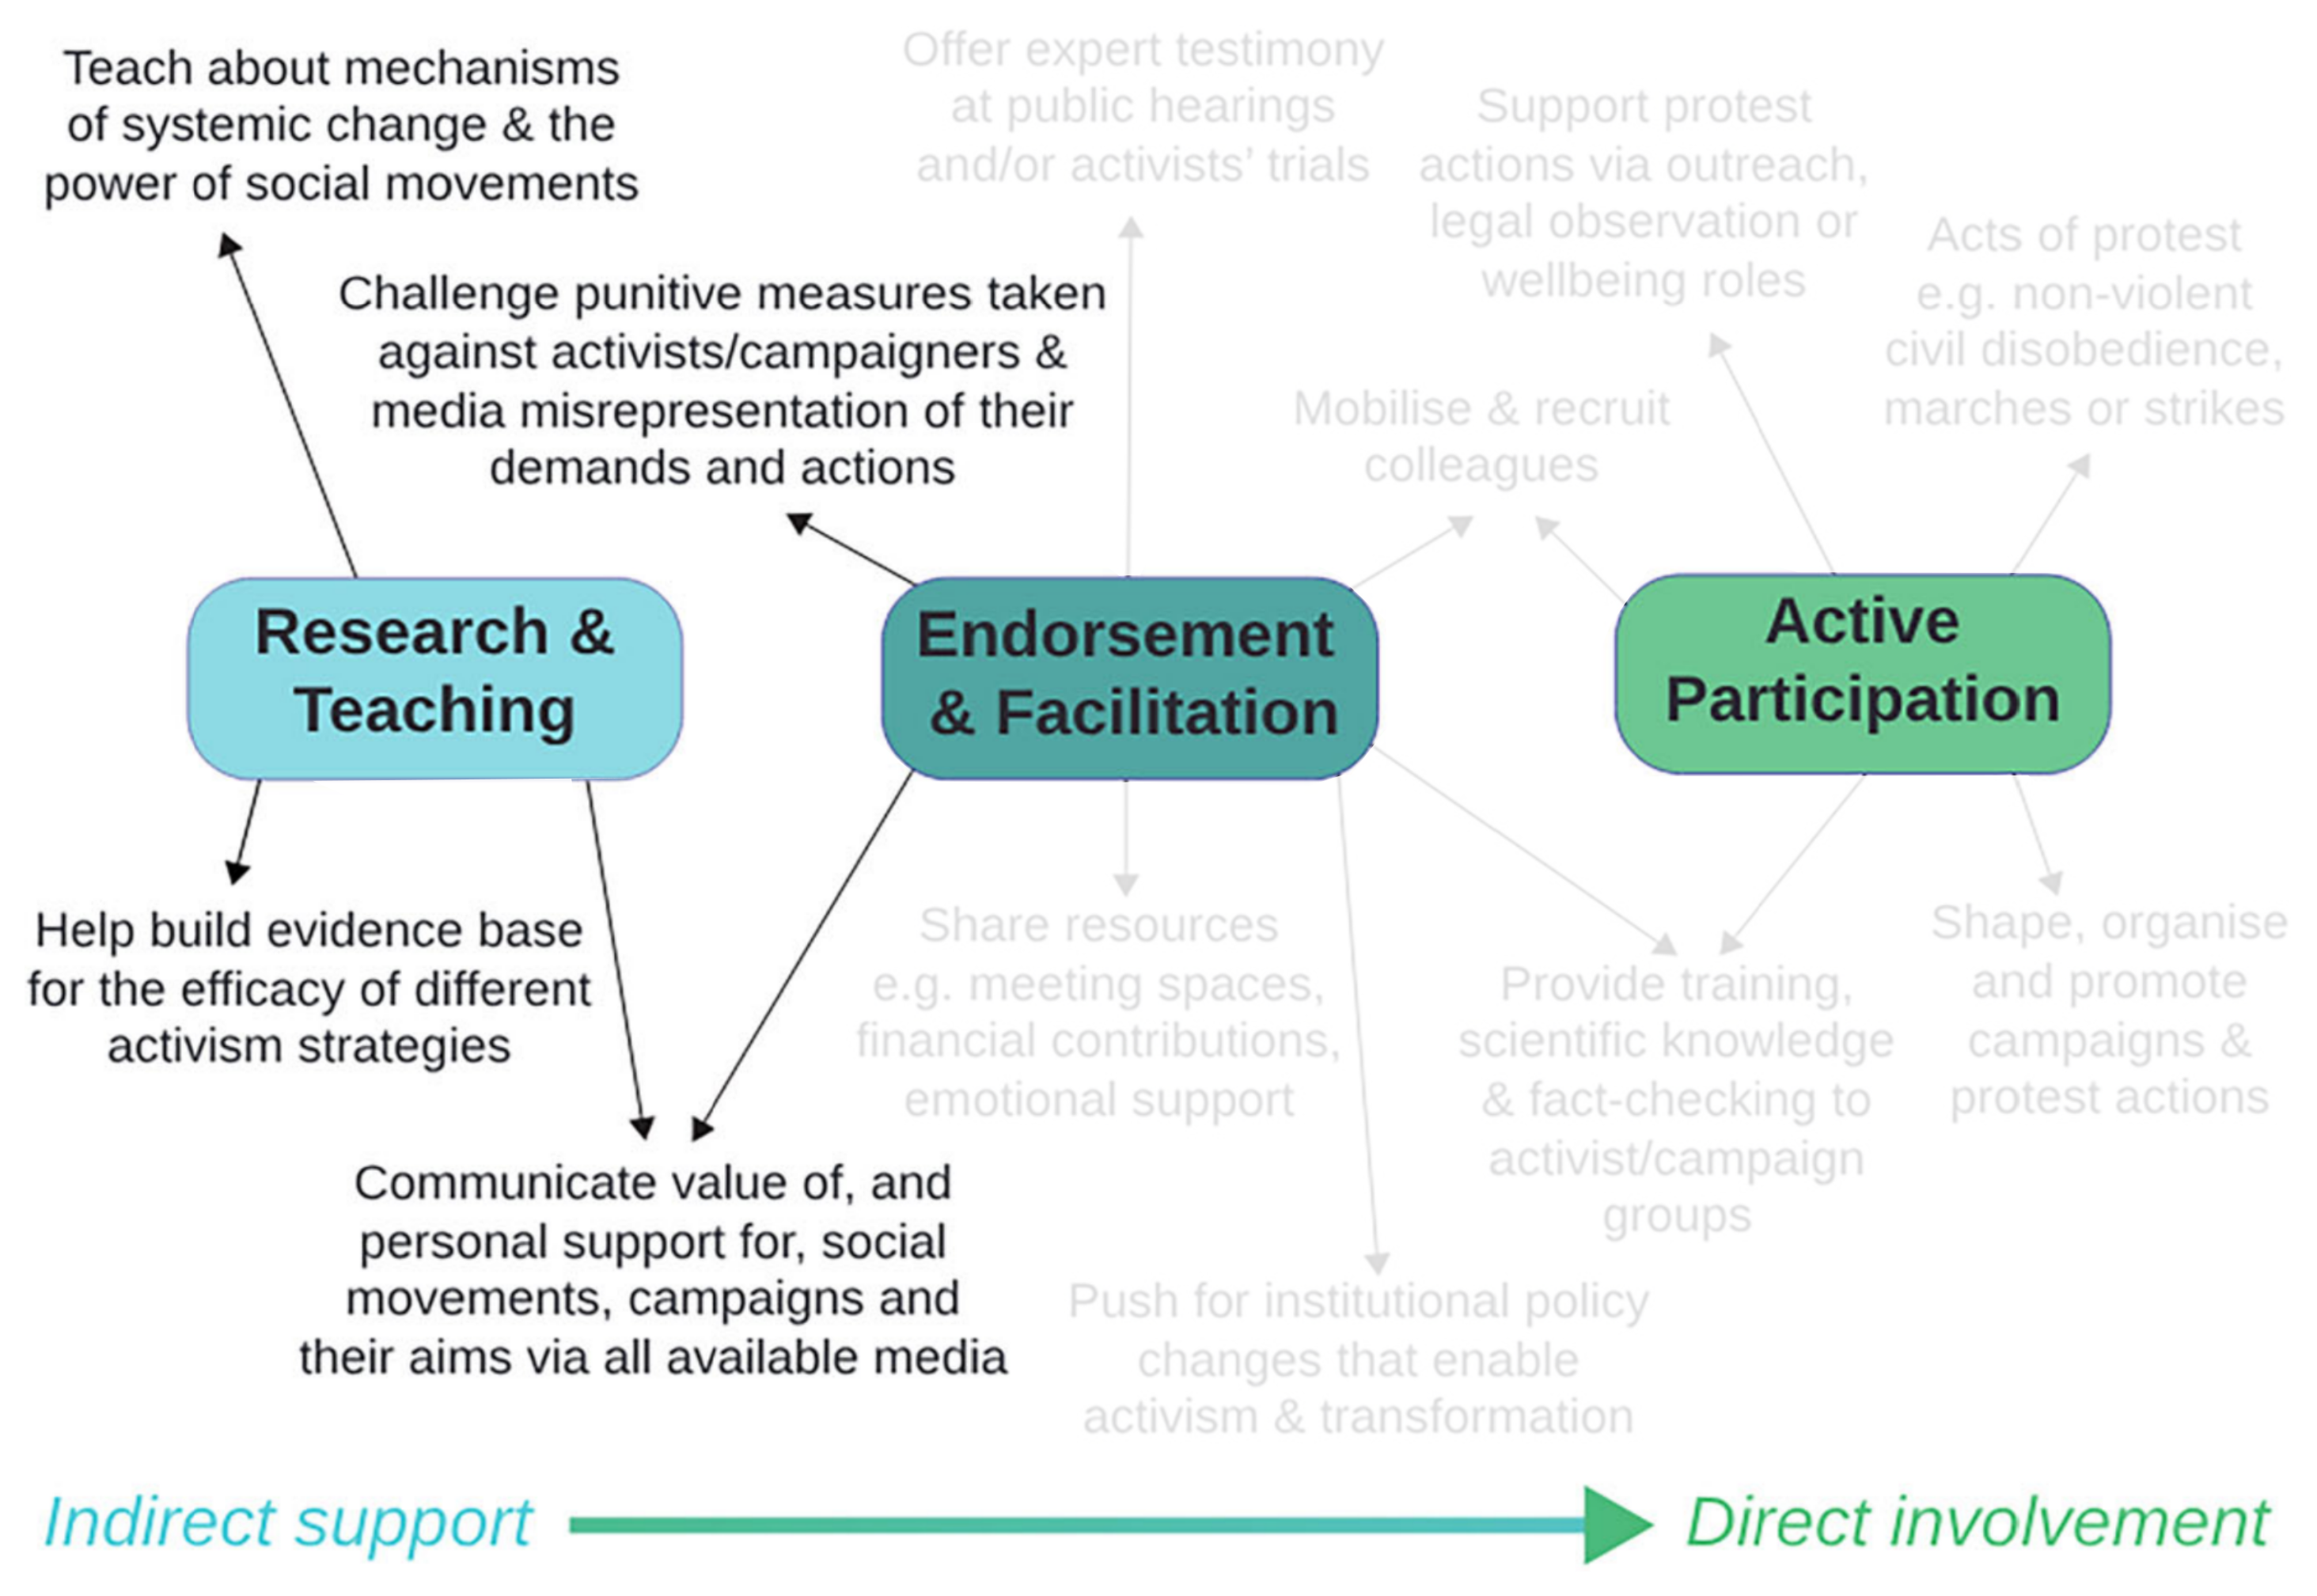 Teach about mechanisms
of systemic change & the
power of social movements
Challenge punitive measures taken
against activists/campaigners &
media misrepresentation of their
demands and actions
Offer expert testimony
at public hearings
and/or activists’ trials
Support protest
actions via outreach,
legal observation or
wellbeing roles
Mobilise & recruit
colleagues
Acts of protest
e.g. non-violent
civil disobedience,
marches or strikes
Research &
Teaching
Endorsement
& Facilitation
Active
Participation
Help build evidence base
for the efficacy of different
activism strategies
Communicate value of, and
personal support for, social
movements, campaigns and
their aims via all available media
Share resources
e.g. meeting spaces,
financial contributions,
emotional support
Push for institutional policy
changes that enable
activism & transformation
Provide training,
scientific knowledge
& fact-checking to
activist/campaign
groups
Shape, organise
and promote
campaigns &
protest actions
Indirect support
Direct involvement